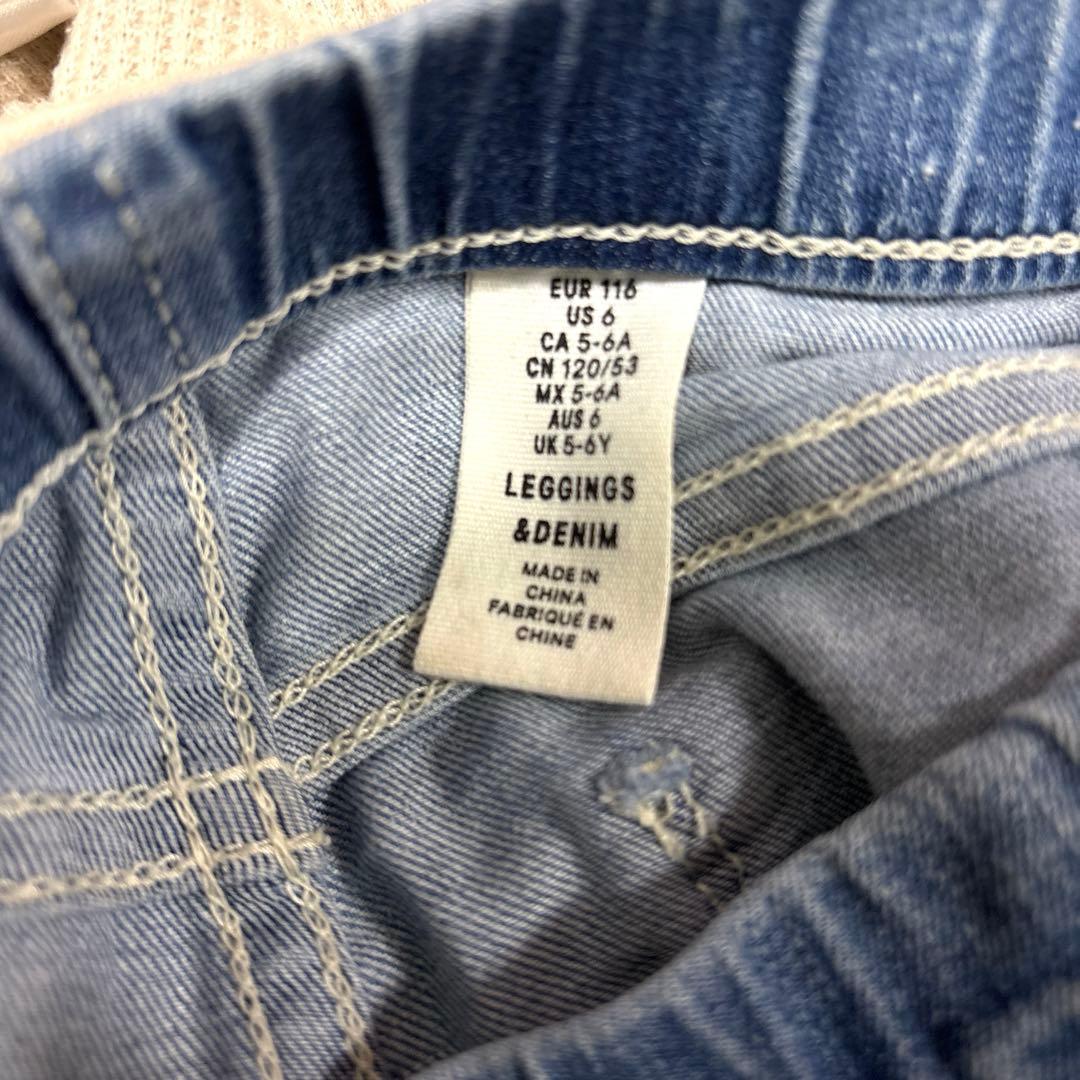 EUR 116
US 6
CA 5-6A
CN 120/53
MX 5-6A
AUS 6
UK 5-6Y
LEGGINGS
&DENIM
MADE IN
CHINA
FABRIQUÉ EN
CHINE